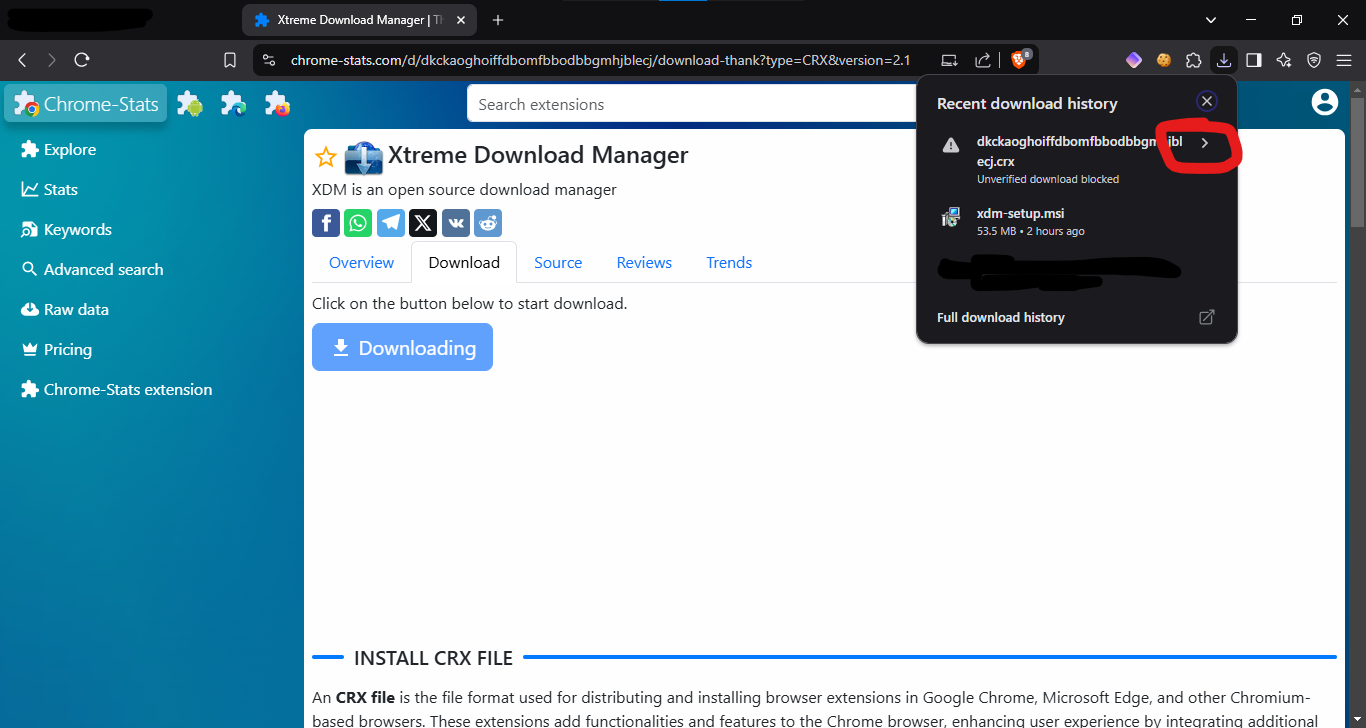 Xtreme Download Manager | Th
chrome-stats.com/d/dkckaoghoiffdbomfbbodbbgmhjblecj/download-thank?type=CRX&version=2.1
8
Chrome-Stats
Search extensions
Explore
Stats
Keywords
Advanced search
Raw data
Pricing
Chrome-Stats extension
Xtreme Download Manager
XDM is an open source download manager
Overview
Download
Source
Reviews
Trends
Click on the button below to start download.
Downloading
INSTALL CRX FILE
An CRX file is the file format used for distributing and installing browser extensions in Google Chrome, Microsoft Edge, and other Chromium-
based browsers. These extensions add functionalities and features to the Chrome browser, enhancing user experience by integrating additional
Recent download history
dkckaoghoiffdbomfbbodbbgmhjbl
ecj.crx
Unverified download blocked
xdm-setup.msi
53.5 MB • 2 hours ago
Full download history